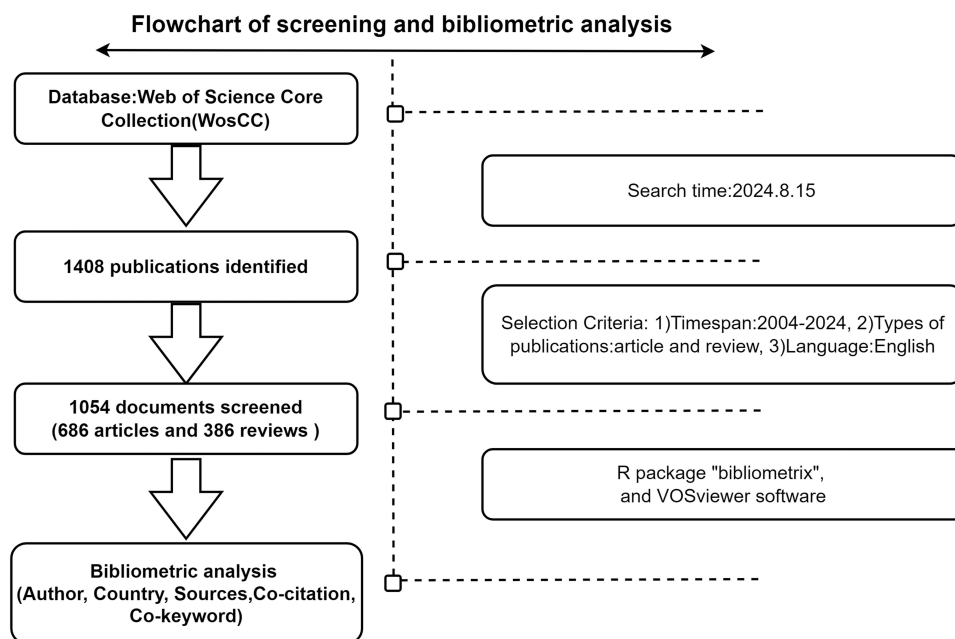 Flowchart of screening and bibliometric analysis
Database:Web of Science Core
Collection(WosCC)
Search time:2024.8.15
1408 publications identified
Selection Criteria: 1)Timespan:2004-2024, 2)Types of
publications:article and review, 3)Language:English
1054 documents screened
(686 articles and 386 reviews )
R package "bibliometrix",
and VOSviewer software
Bibliometric analysis
(Author, Country, Sources,Co-citation,
Co-keyword)